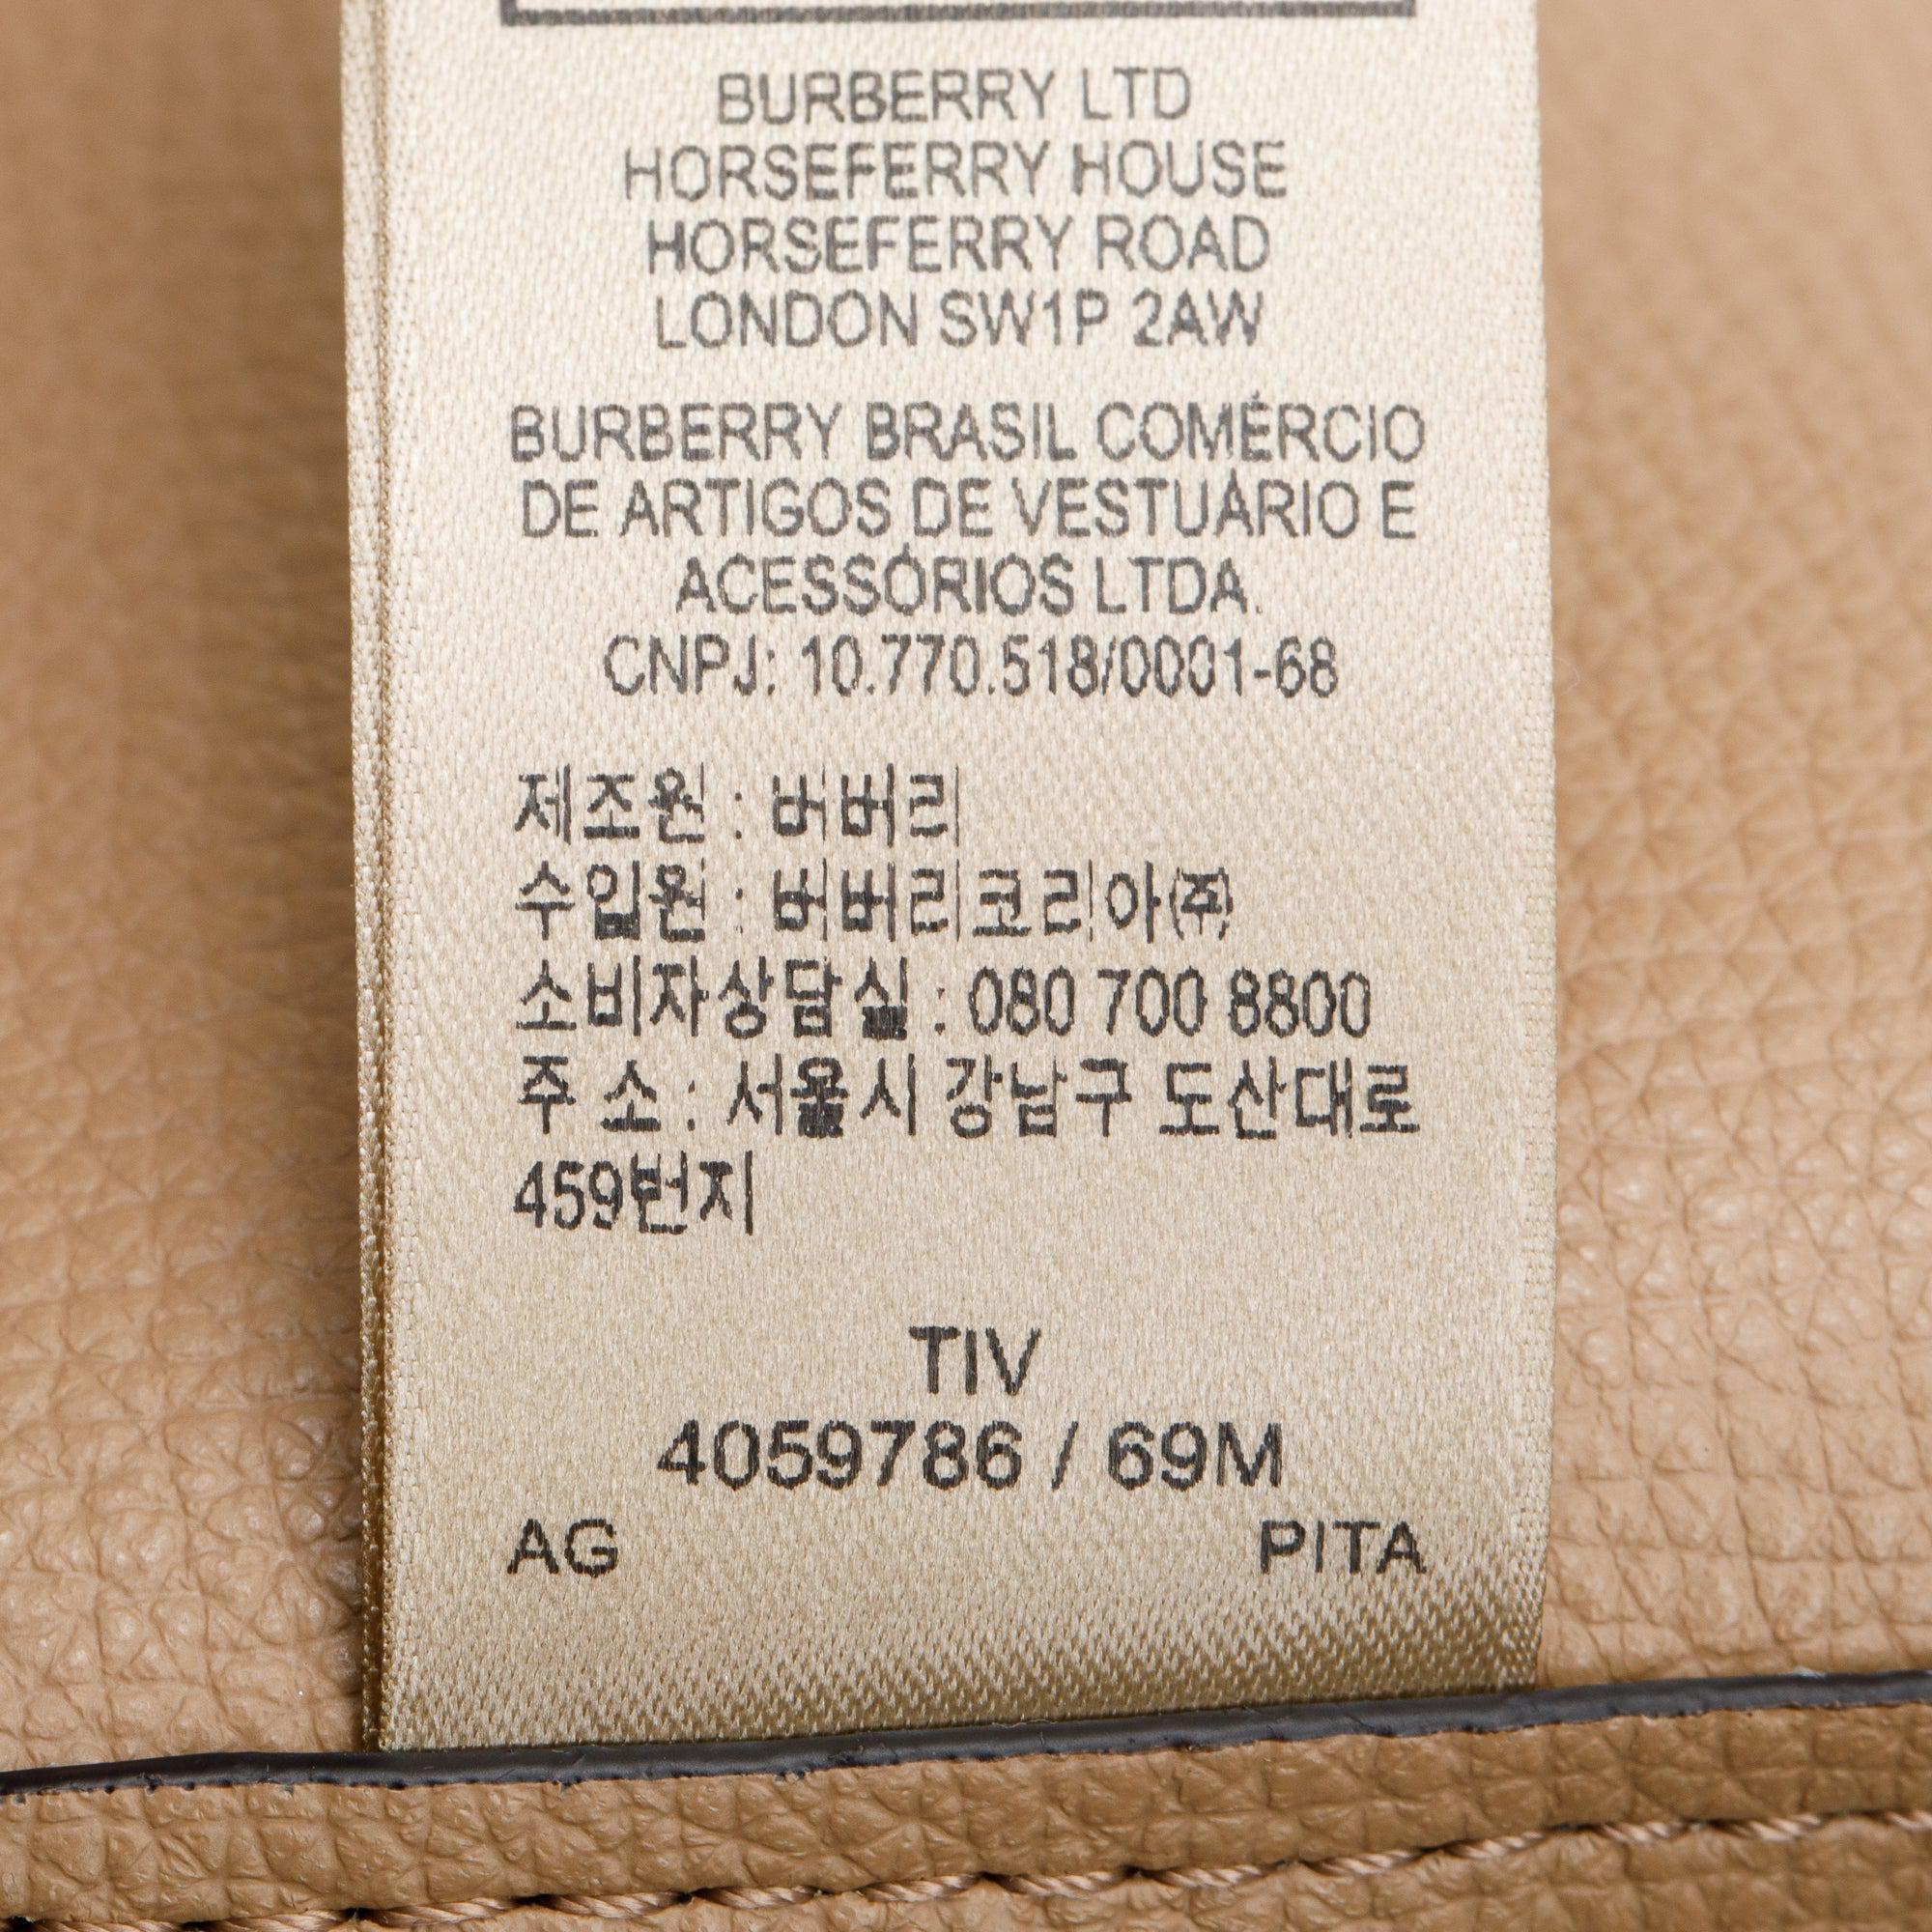 BURBERRY LTD
HORSEFERRY HOUSE
HORSEFERRY ROAD
LONDON SW1P 2AW
BURBERRY BRASIL COMÉRCIO
DE ARTIGOS DE VESTUÁRIO E
ACESSÓRIOS LTDA.
CNPJ: 10.770.518/0001-68
제조원 : 버버리
수입원 : 버버리코리아(주)
소비자상담실 : 080 700 8800
주 소 : 서울시 강남구 도산대로
459번지
TIV
4059786 / 69M
AG PITA